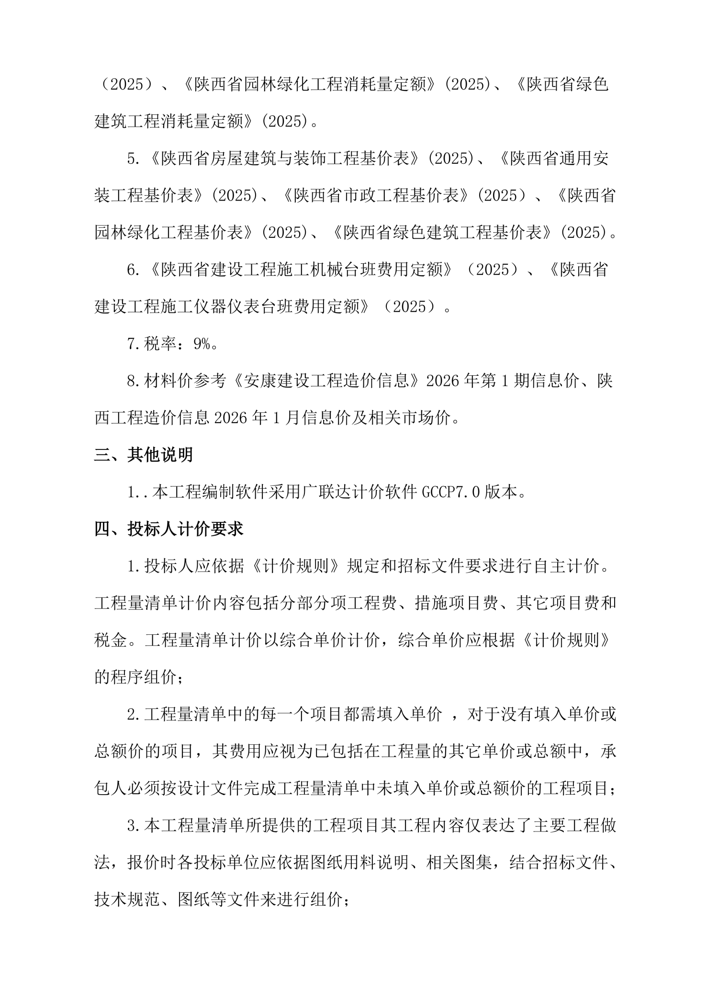 （2025）、《陕西省园林绿化工程消耗量定额》(2025)、《陕西省绿色
建筑工程消耗量定额》(2025)。
5.《陕西省房屋建筑与装饰工程基价表》(2025)、《陕西省通用安
装工程基价表》(2025)、《陕西省市政工程基价表》(2025）、《陕西省
园林绿化工程基价表》(2025)、《陕西省绿色建筑工程基价表》(2025)。
6.《陕西省建设工程施工机械台班费用定额》（2025）、《陕西省
建设工程施工仪器仪表台班费用定额》（2025）。
7.税率：9%。
8.材料价参考《安康建设工程造价信息》2026 年第 1 期信息价、陕
西工程造价信息 2026 年 1 月信息价及相关市场价。
三、其他说明
1..本工程编制软件采用广联达计价软件 GCCP7.0 版本。
四、投标人计价要求
1.投标人应依据《计价规则》规定和招标文件要求进行自主计价。
工程量清单计价内容包括分部分项工程费、措施项目费、其它项目费和
税金。工程量清单计价以综合单价计价，综合单价应根据《计价规则》
的程序组价；
2.工程量清单中的每一个项目都需填入单价 ，对于没有填入单价或
总额价的项目，其费用应视为已包括在工程量的其它单价或总额中，承
包人必须按设计文件完成工程量清单中未填入单价或总额价的工程项目；
3.本工程量清单所提供的工程项目其工程内容仅表达了主要工程做
法，报价时各投标单位应依据图纸用料说明、相关图集，结合招标文件、
技术规范、图纸等文件来进行组价；